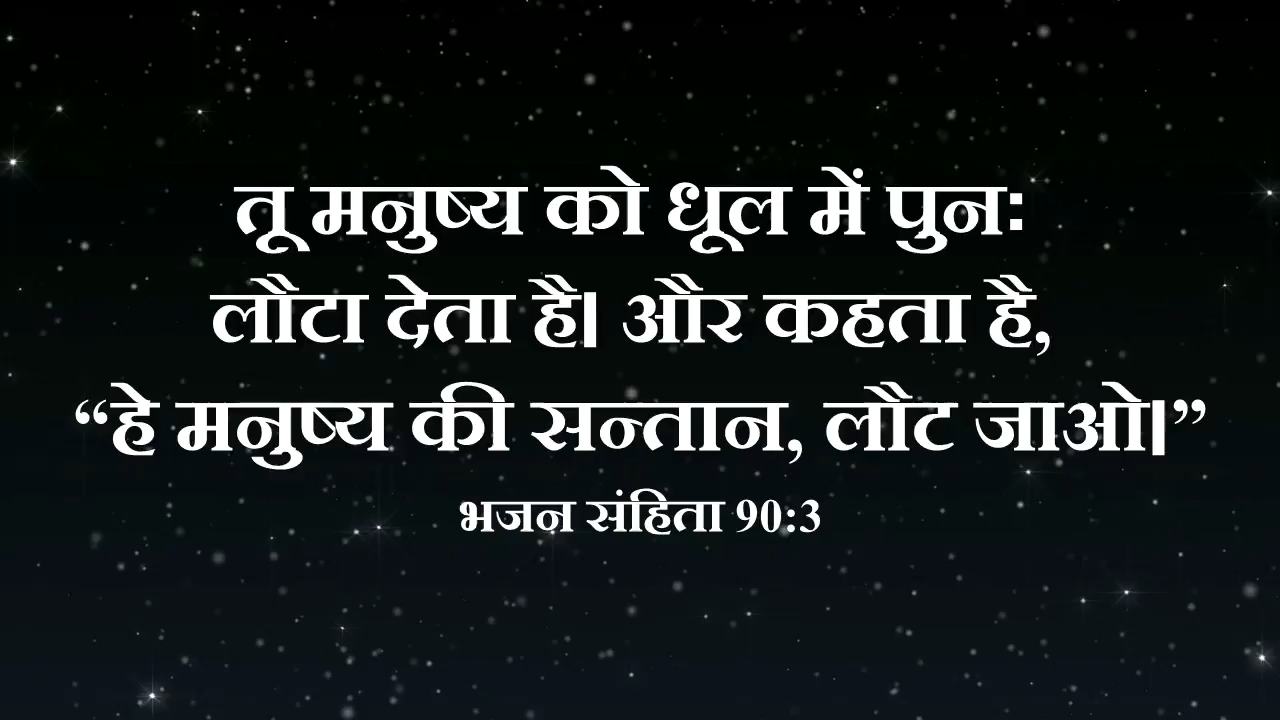 तू मनुष्य को धूल में पुनः
लौटा देता है। और कहता है,
“हे मनुष्य की सन्तान, लौट जाओ।”
भजन संहिता 90:3